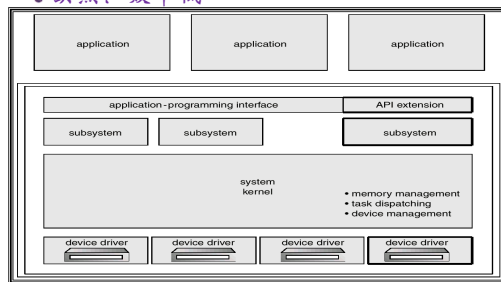 application application application
application-programming interface API extension
subsystem subsystem subsystem
system
kernel
• memory management
• task dispatching
• device management
device driver device driver device driver device driver